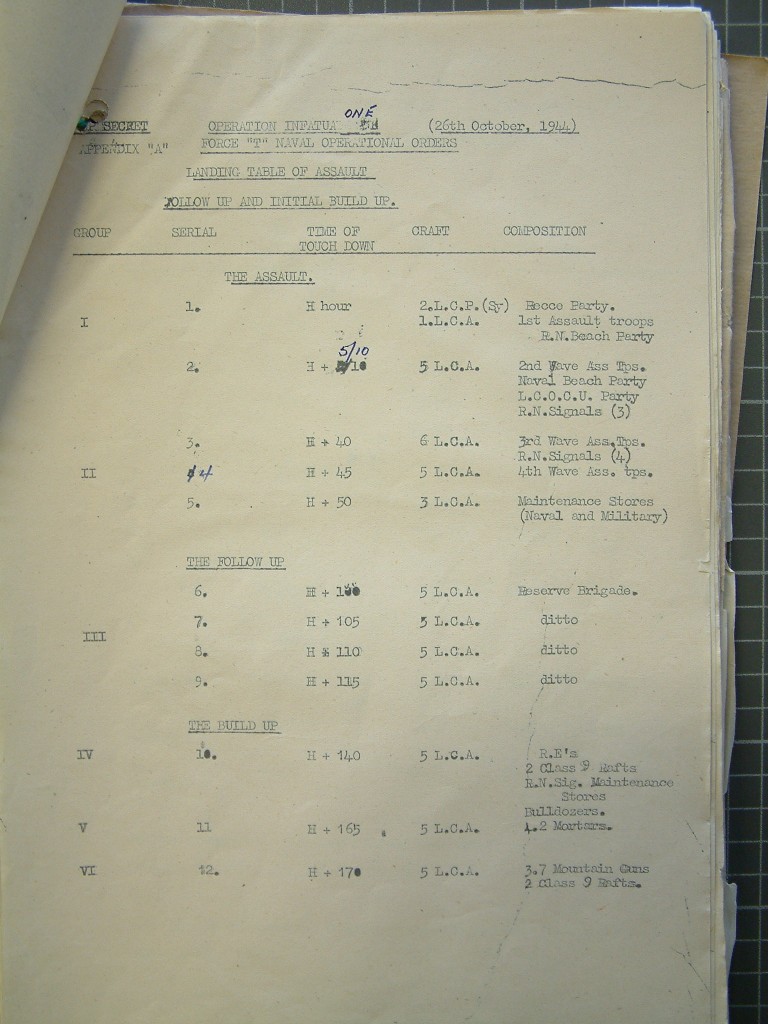 ONE
OP SECRET OPERATION INFATUA (26th October, 1944)
APPENDIX "A" FORCE "T" NAVAL OPERATIONAL ORDERS
LANDING TABLE OF ASSAULT
FOLLOW UP AND INITIAL BUILD UP.
GROUP SERIAL TIME OF TOUCH DOWN CRAFT COMPOSITION
THE ASSAULT.
I
1. H hour 2.L.C.P.(Sy) Recce Party.
1.L.C.A. 1st Assault troops
R.N.Beach Party
5/10
2. H + 5 L.C.A. 2nd Wave Ass Tps.
Naval Beach Party
L.C.O.C.U. Party
R.N.Signals (3)
3. H + 40 6 L.C.A. 3rd Wave Ass.Tps.
R.N.Signals (4)
II 4 H + 45 5 L.C.A. 4th Wave Ass. tps.
5. H + 50 3 L.C.A. Maintenance Stores
(Naval and Military)
THE FOLLOW UP
6. H + 100 5 L.C.A. Reserve Brigade.
7. H + 105 5 L.C.A. ditto
III
8. H + 110 5 L.C.A. ditto
9. H + 115 5 L.C.A. ditto
THE BUILD UP
IV 10. H + 140 5 L.C.A. R.E's
2 Class 9 Rafts
R.N.Sig. Maintenance
Stores
Bulldozers.
V 11 H + 165 5 L.C.A. 4.2 Mortars.
VI 12. H + 170 5 L.C.A. 3.7 Mountain Guns
2 Class 9 Rafts.